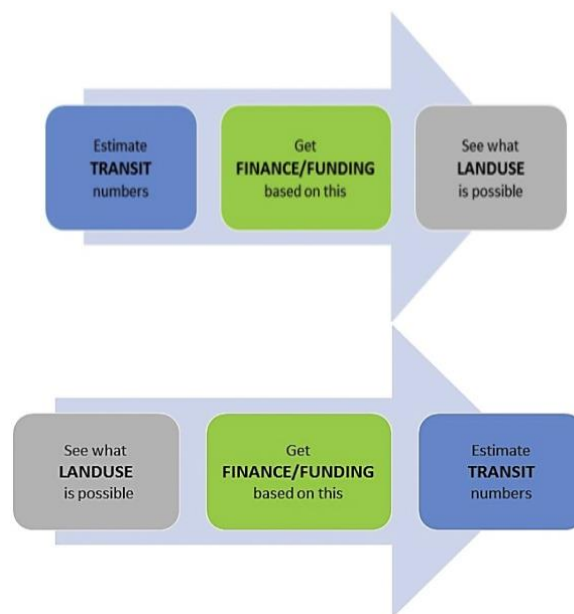 Estimate
TRANSIT
numbers
Get
FINANCE/FUNDING
based on this
See what
LANDUSE
is possible
See what
LANDUSE
is possible
Get
FINANCE/FUNDING
based on this
Estimate
TRANSIT
numbers